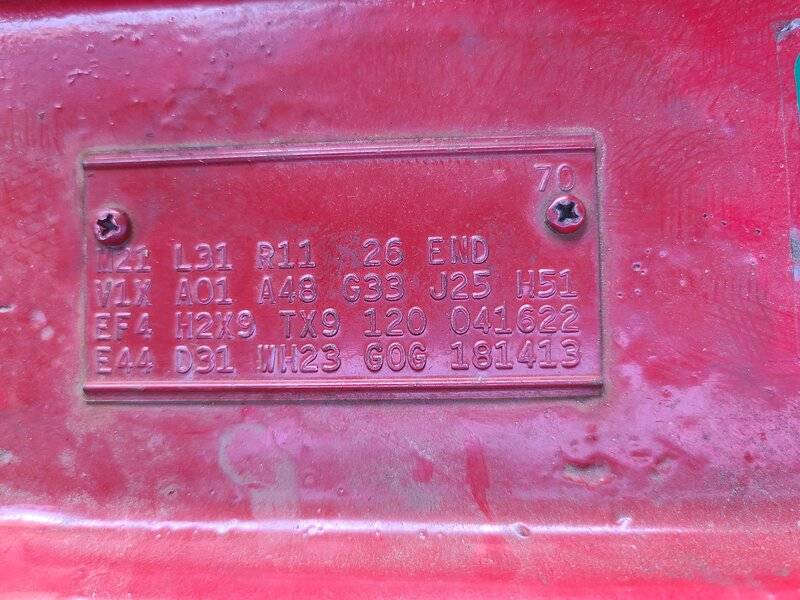 70
M21 L31 R11 26 END
V1X A01 A48 G33 J25 H51
EF4 H2X9 TX9 120 041622
E44 D31 WH23 G0G 181413